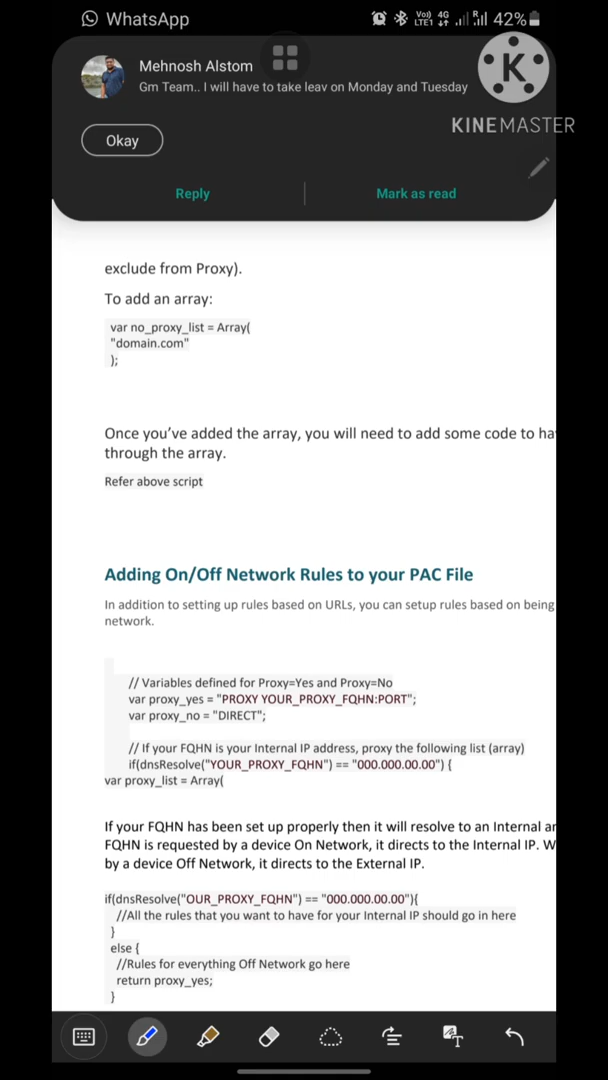 WhatsApp
Vo)) 4G R 42%
LTE1
Mehnosh Alstom
Gm Team.. I will have to take leav on Monday and Tuesday
K
KINEMASTER
Okay
Reply
Mark as read
exclude from Proxy).
To add an array:
var no_proxy_list = Array(
"domain.com"
);
Once you've added the array, you will need to add some code to ha
through the array.
Refer above script
Adding On/Off Network Rules to your PAC File
In addition to setting up rules based on URLs, you can setup rules based on being
network.
// Variables defined for Proxy=Yes and Proxy=No
var proxy_yes = "PROXY YOUR_PROXY_FQHN:PORT";
var proxy_no = "DIRECT";
// If your FQHN is your Internal IP address, proxy the following list (array)
if(dnsResolve("YOUR_PROXY_FQHN") == "000.000.00.00") {
var proxy_list = Array(
If your FQHN has been set up properly then it will resolve to an Internal an
FQHN is requested by a device On Network, it directs to the Internal IP. W
by a device Off Network, it directs to the External IP.
if(dnsResolve("OUR_PROXY_FQHN") == "000.000.00.00"){
//All the rules that you want to have for your Internal IP should go in here
}
else {
//Rules for everything Off Network go here
return proxy_yes;
}
T